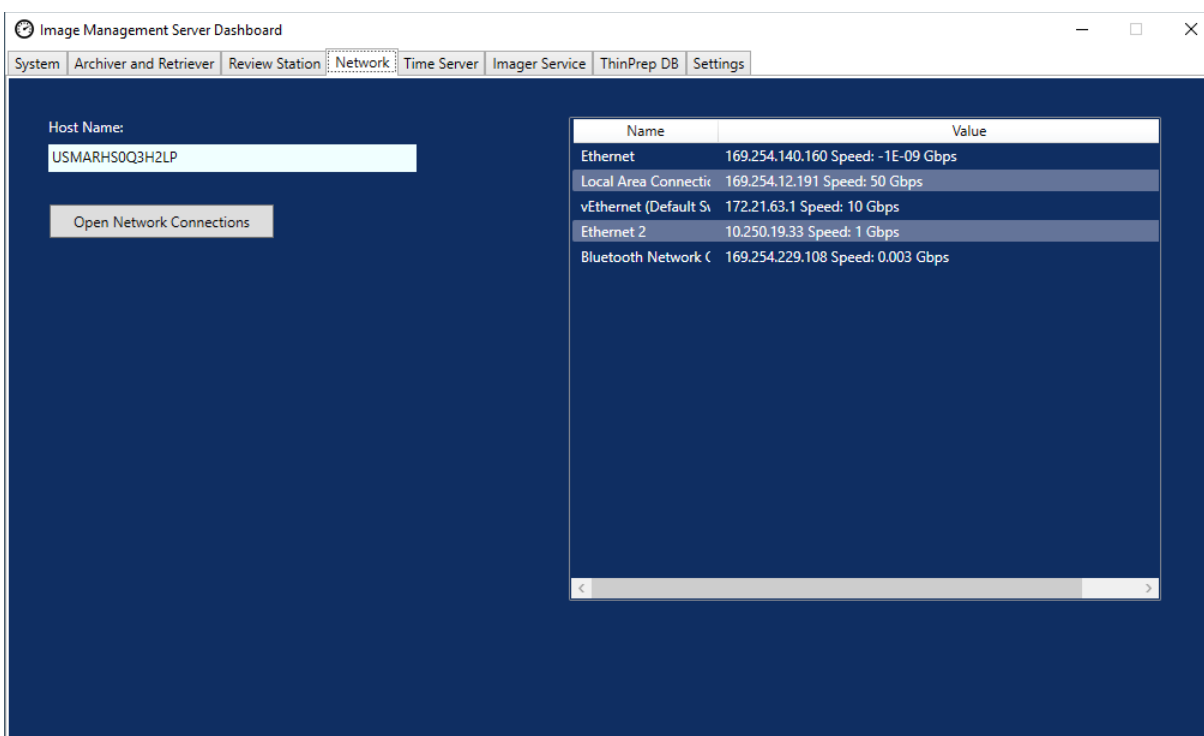 Image Management Server Dashboard
System Archiver and Retriever Review Station Network Time Server Imager Service ThinPrep DB Settings
Host Name:
USMARHS0Q3H2LP
Open Network Connections
Name Value
Ethernet 169.254.140.160 Speed: -1E-09 Gbps
Local Area Connectic 169.254.12.191 Speed: 50 Gbps
vEthernet (Default Sv 172.21.63.1 Speed: 10 Gbps
Ethernet 2 10.250.19.33 Speed: 1 Gbps
Bluetooth Network C 169.254.229.108 Speed: 0.003 Gbps